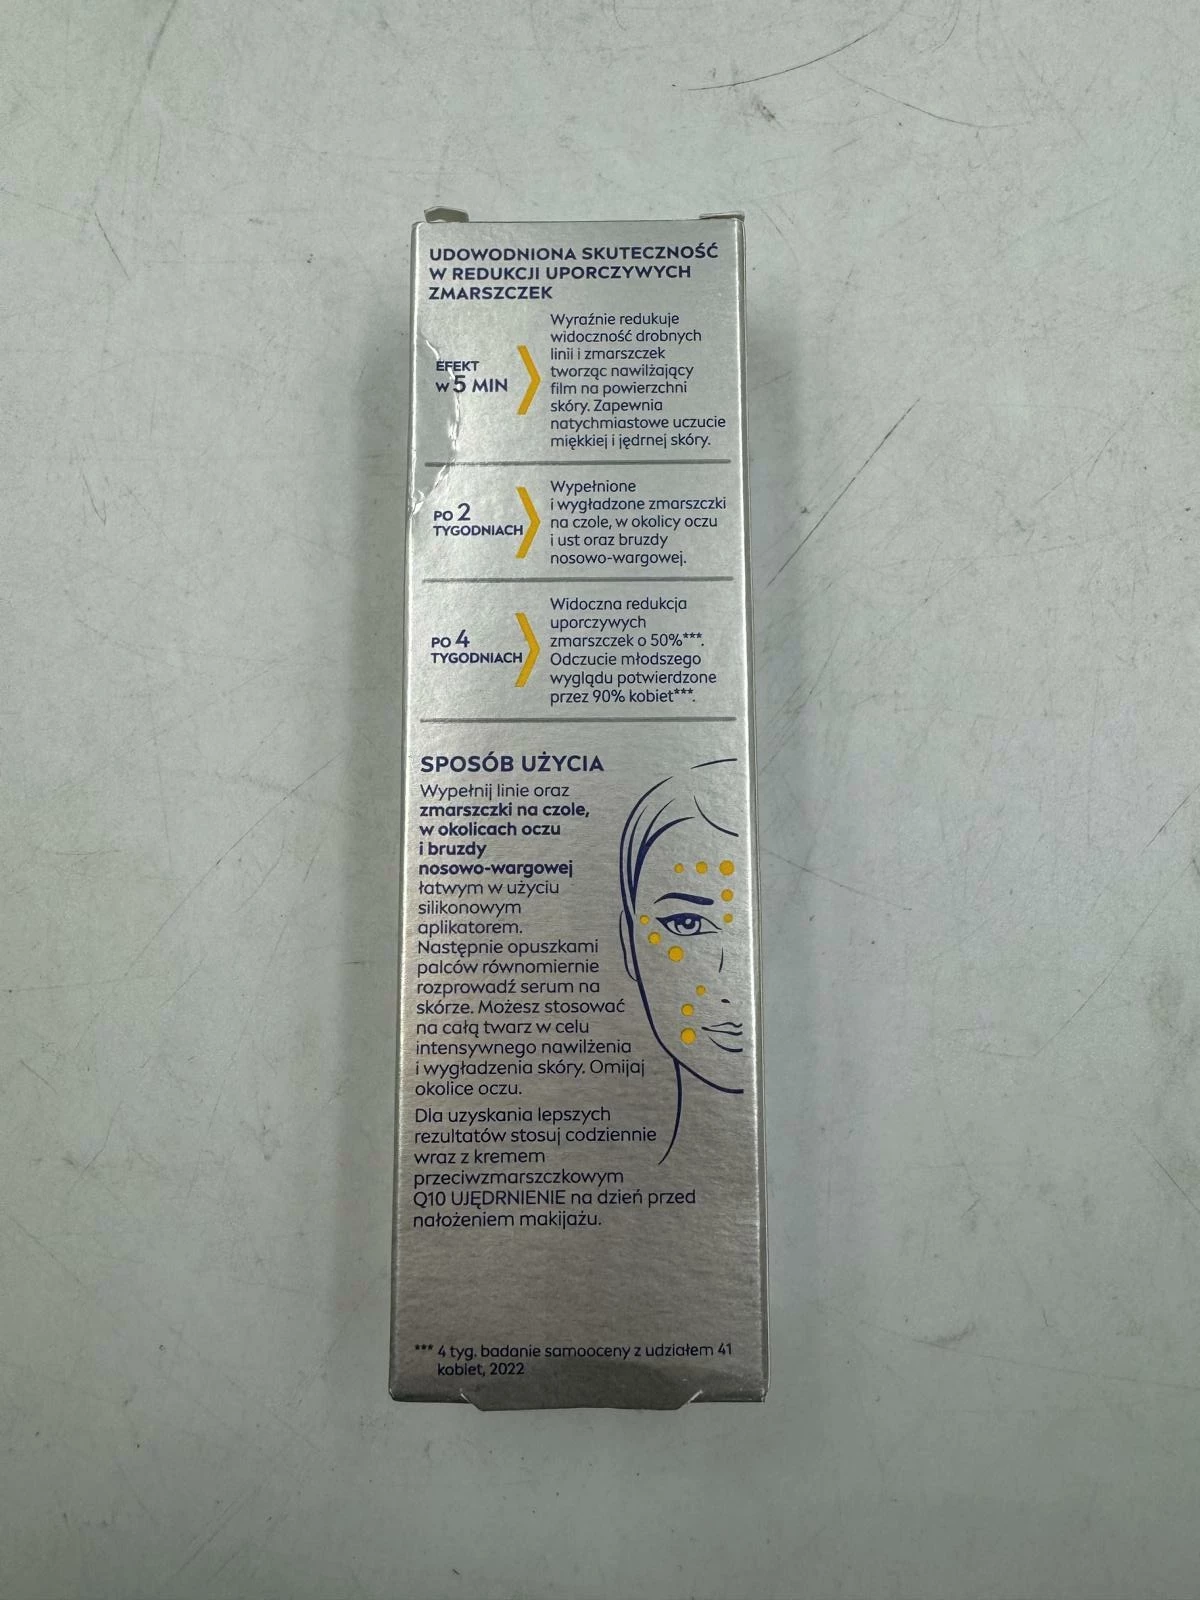 UDOWODNIONA SKUTECZNOŚĆ
W REDUKCJI UPORCZYWYCH
ZMARSZCZEK
EFEKT
W 5 MIN
Wyraźnie redukuje
widoczność drobnych
linii i zmarszczek
tworząc nawilżający
film na powierzchni
skóry. Zapewnia
natychmiastowe uczucie
miękkiej i jędrnej skóry.
PO 2
TYGODNIACH
Wypełnione
i wygładzone zmarszczki
na czole, w okolicy oczu
i ust oraz bruzdy
nosowo-wargowej.
PO 4
TYGODNIACH
Widoczna redukcja
uporczywych
zmarszczek o 50%***.
Odczucie młodszego
wyglądu potwierdzone
przez 90% kobiet***.
SPOSÓB UŻYCIA
Wypełnij linie oraz
zmarszczki na czole,
w okolicach oczu
i bruzdy
nosowo-wargowej
łatwym w użyciu
silikonowym
aplikatorem.
Następnie opuszkami
palców równomiernie
rozprowadź serum na
skórze. Możesz stosować
na całą twarz w celu
intensywnego nawilżenia
i wygładzenia skóry. Omijaj
okolice oczu.
Dla uzyskania lepszych
rezultatów stosuj codziennie
wraz z kremem
przeciwzmarszczkowym
Q10 UJĘDRNIENIE na dzień przed
nałożeniem makijażu.
*** 4 tyg. badanie samooceny z udziałem 41
kobiet, 2022